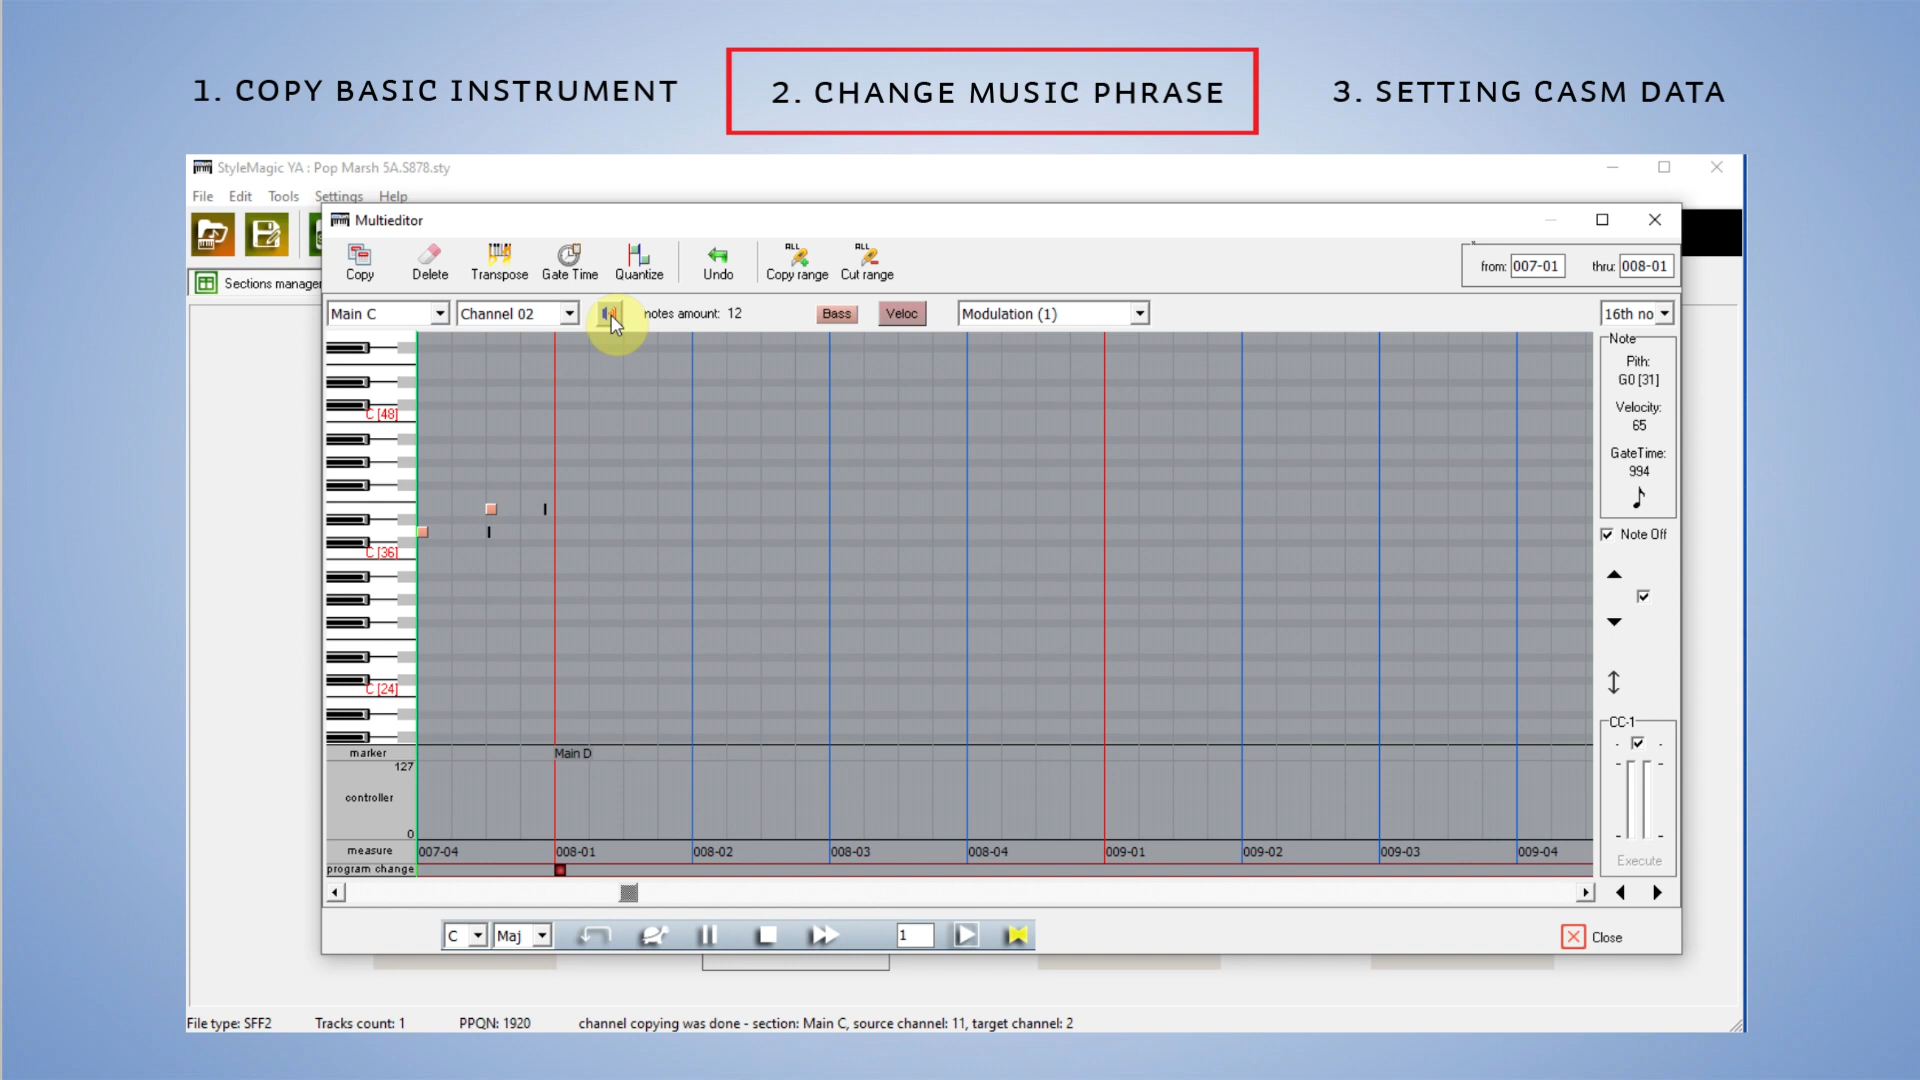 1. COPY BASIC INSTRUMENT
2. CHANGE MUSIC PHRASE
3. SETTING CASM DATA
StyleMagic YA : Pop Marsh 5A.S878.sty
File Edit Tools Settings Help
Multieditor
Copy
Delete
Transpose
Gate Time
Quantize
Undo
ALL
Copy range
ALL
Cut range
from: 007-01
thru: 008-01
Sections manager
Main C
Channel 02
notes amount: 12
Bass
Veloc
Modulation (1)
16th no
Note
Pith:
G0 [31]
Velocity:
65
GateTime:
994
Note Off
C [48]
C [36]
C [24]
marker
Main D
127
controller
0
CC-1
Execute
measure
007-04 008-01 008-02 008-03 008-04 009-01 009-02 009-03 009-04
program change
C
Maj
1
Close
File type: SFF2
Tracks count: 1
PPQN: 1920
channel copying was done - section: Main C, source channel: 11, target channel: 2